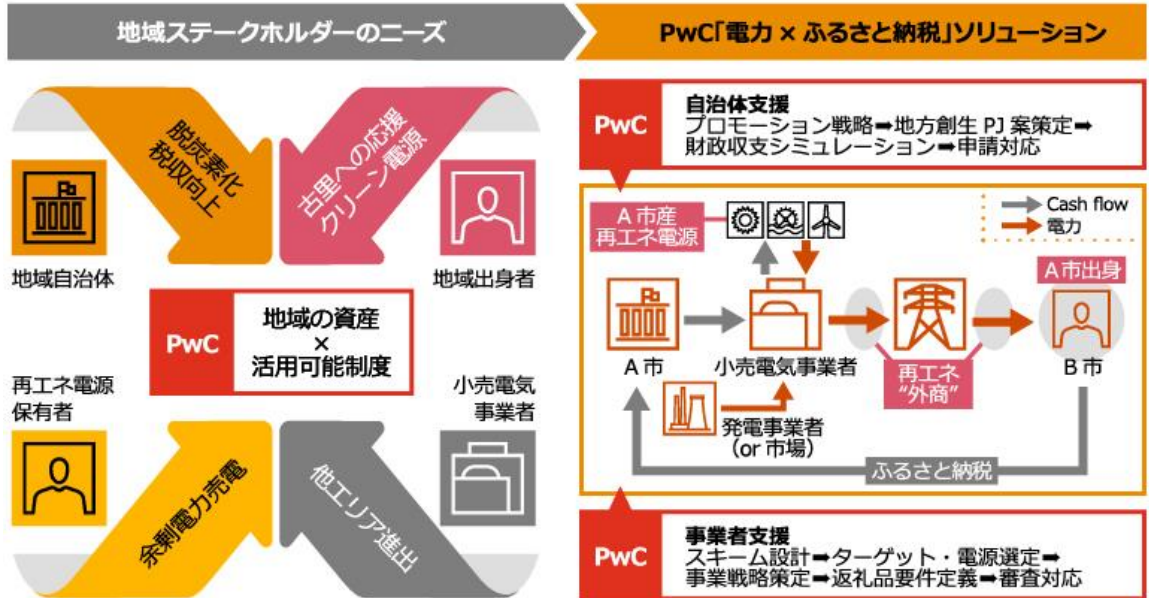 地域ステークホルダーのニーズ
脱炭素化
税収向上
古里への応援
クリーン電源
地域自治体
地域出身者
PwC
地域の資産
×
活用可能制度
再エネ電源
保有者
小売電気
事業者
余剰電力売電
他エリア進出
PwC「電力 × ふるさと納税」ソリューション
PwC
自治体支援
プロモーション戦略➡地方創生 PJ 案策定➡
財政収支シミュレーション➡申請対応
A 市産
再エネ電源
Cash flow
電力
A市出身
A 市
小売電気事業者
再エネ
“外商”
B 市
発電事業者
(or 市場)
ふるさと納税
PwC
事業者支援
スキーム設計➡ターゲット・電源選定➡
事業戦略策定➡返礼品要件定義➡審査対応